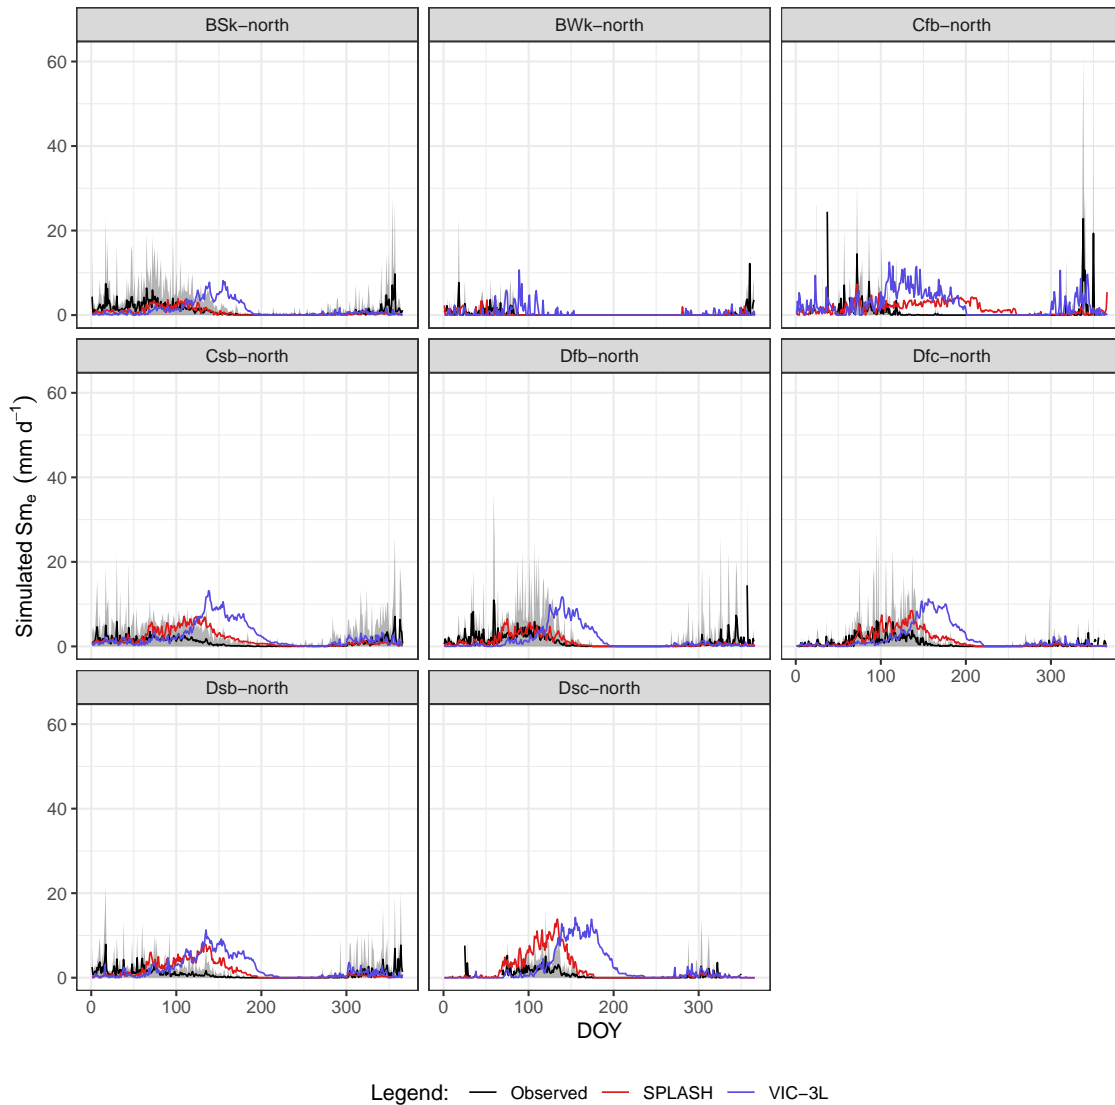 BSk−north BWk−north Cfb−north
60
40
20
0
Csb−north Dfb−north Dfc−north
60
40
20
0
0 100 200 300
Dsb−north Dsc−north
60
40
20
0
0 100 200 300 0 100 200 300
Simulated Smₑ (mm d⁻¹)
DOY
Legend: Observed SPLASH VIC−3L